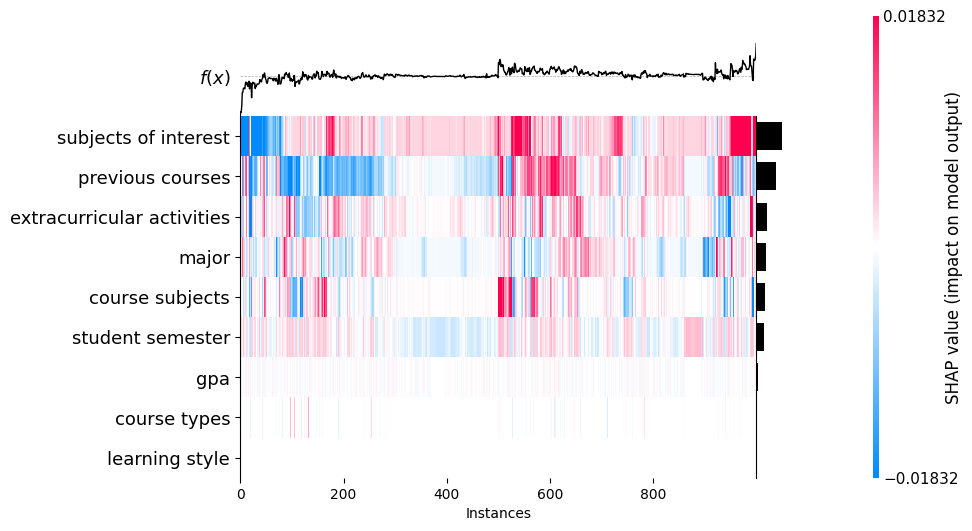 0.01832
f(x)
subjects of interest
previous courses
extracurricular activities
major
course subjects
student semester
gpa
course types
learning style
0 200 400 600 800
Instances
−0.01832
SHAP value (impact on model output)